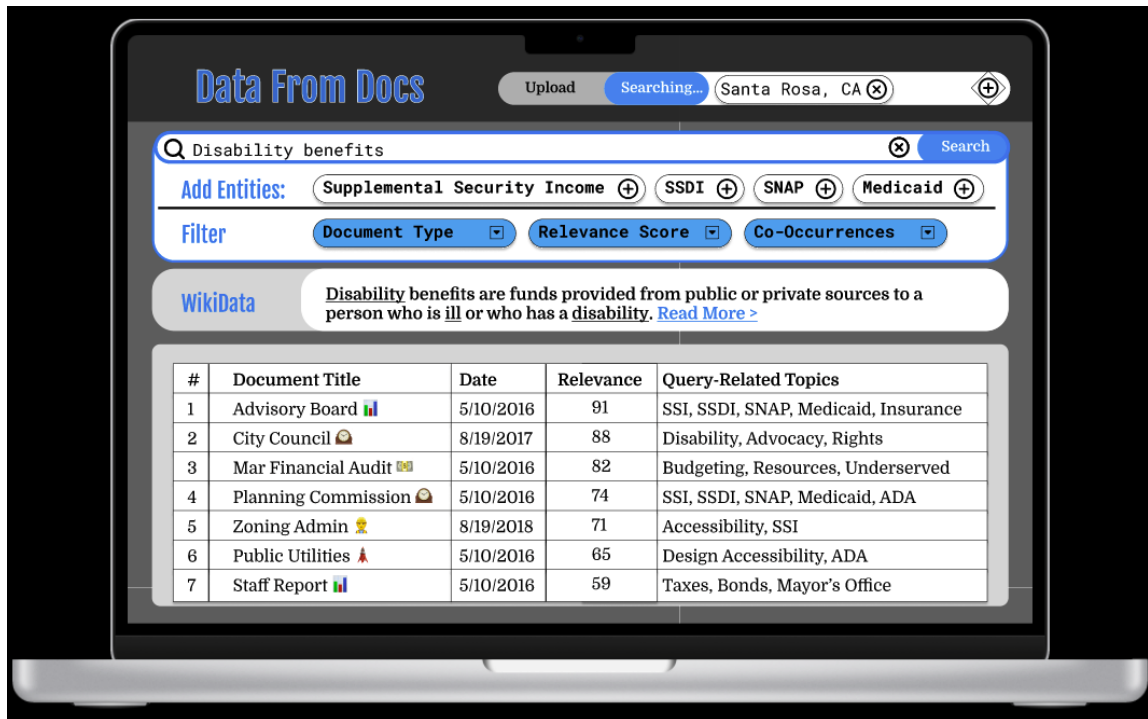 Data From Docs
Upload Searching... Santa Rosa, CA
Disability benefits Search
Add Entities: Supplemental Security Income SSDI SNAP Medicaid
Filter Document Type Relevance Score Co-Occurrences
WikiData
Disability benefits are funds provided from public or private sources to a
person who is ill or who has a disability. Read More >
# Document Title Date Relevance Query-Related Topics
1 Advisory Board 5/10/2016 91 SSI, SSDI, SNAP, Medicaid, Insurance
2 City Council 8/19/2017 88 Disability, Advocacy, Rights
3 Mar Financial Audit 5/10/2016 82 Budgeting, Resources, Underserved
4 Planning Commission 5/10/2016 74 SSI, SSDI, SNAP, Medicaid, ADA
5 Zoning Admin 8/19/2018 71 Accessibility, SSI
6 Public Utilities 5/10/2016 65 Design Accessibility, ADA
7 Staff Report 5/10/2016 59 Taxes, Bonds, Mayor's Office